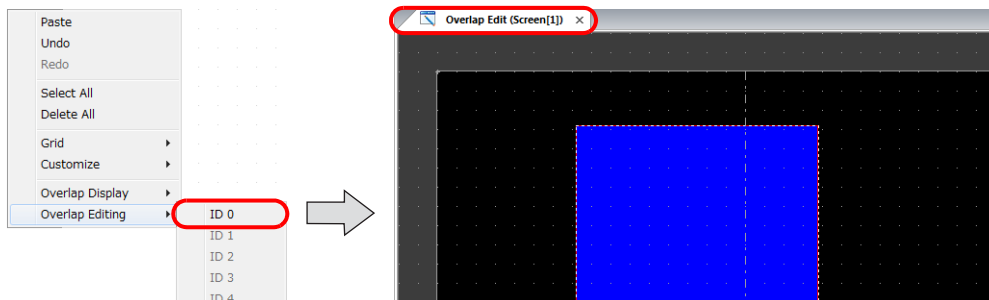 Paste
Undo
Redo
Select All
Delete All
Grid
Customize
Overlap Display
Overlap Editing
ID 0
ID 1
ID 2
ID 3
ID 4
Overlap Edit (Screen[1])